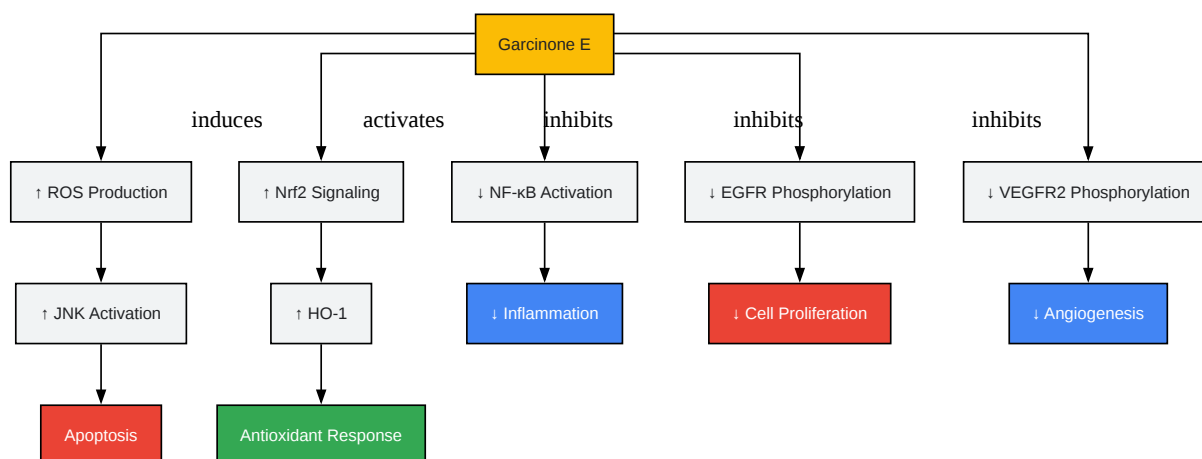 Garcinone E
induces
activates
inhibits
inhibits
inhibits
↑ ROS Production
↑ Nrf2 Signaling
↓ NF-κB Activation
↓ EGFR Phosphorylation
↓ VEGFR2 Phosphorylation
↑ JNK Activation
↑ HO-1
↓ Inflammation
↓ Cell Proliferation
↓ Angiogenesis
Apoptosis
Antioxidant Response